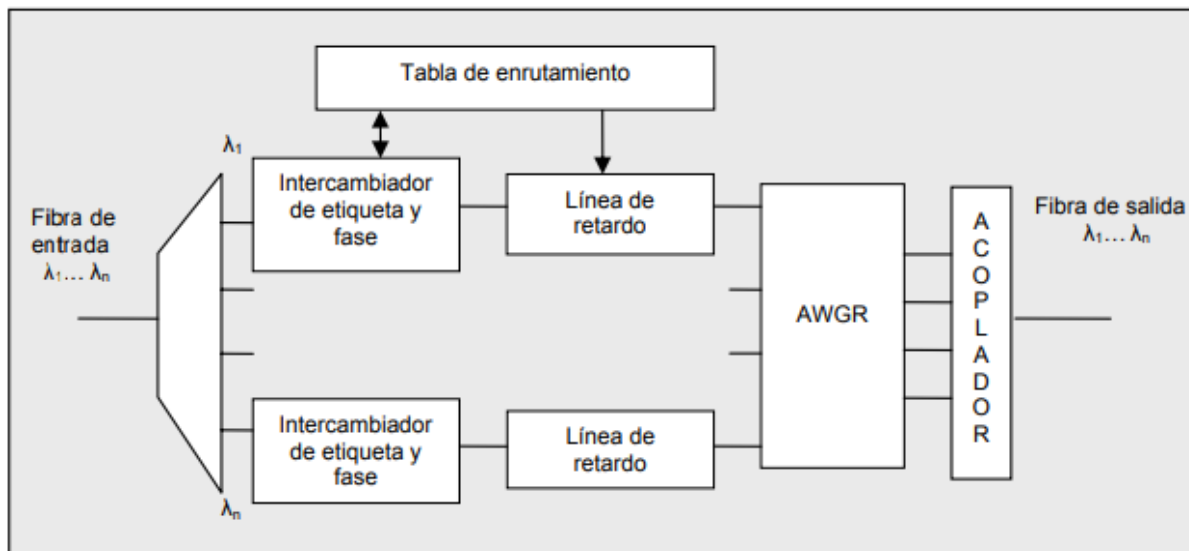 Tabla de enrutamiento
λ1
Intercambiador
de etiqueta y
fase
Línea de
retardo
Fibra de
entrada
λ1... λn
AWGR
ACOPLADOR
Fibra de salida
λ1... λn
Intercambiador
de etiqueta y
fase
Línea de
retardo
λn